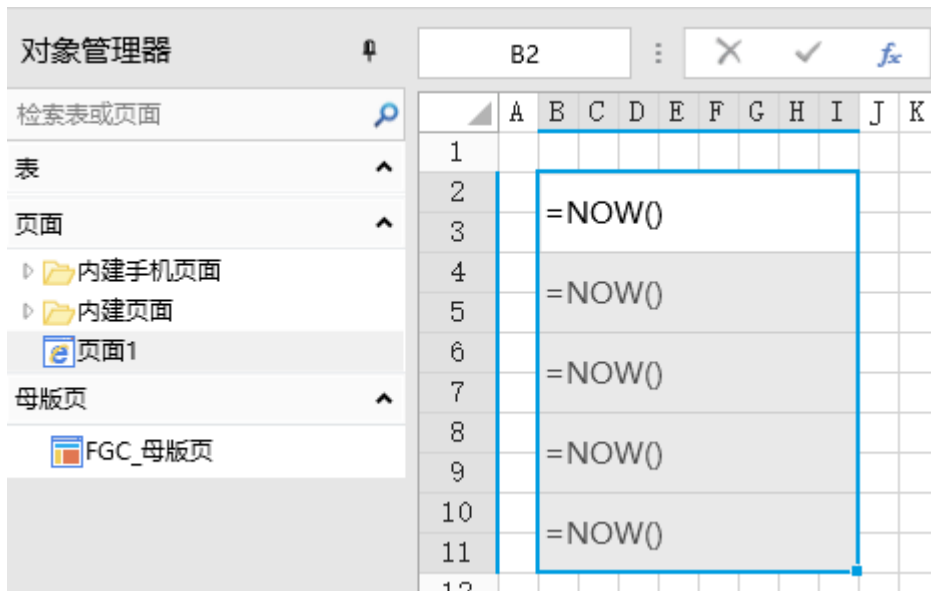 对象管理器
检索表或页面
表
页面
内建手机页面
内建页面
页面1
母版页
FGC_母版页
B2 fx
A B C D E F G H I J K
1
2
=NOW()
3
4
=NOW()
5
6
=NOW()
7
8
=NOW()
9
10
=NOW()
11
12